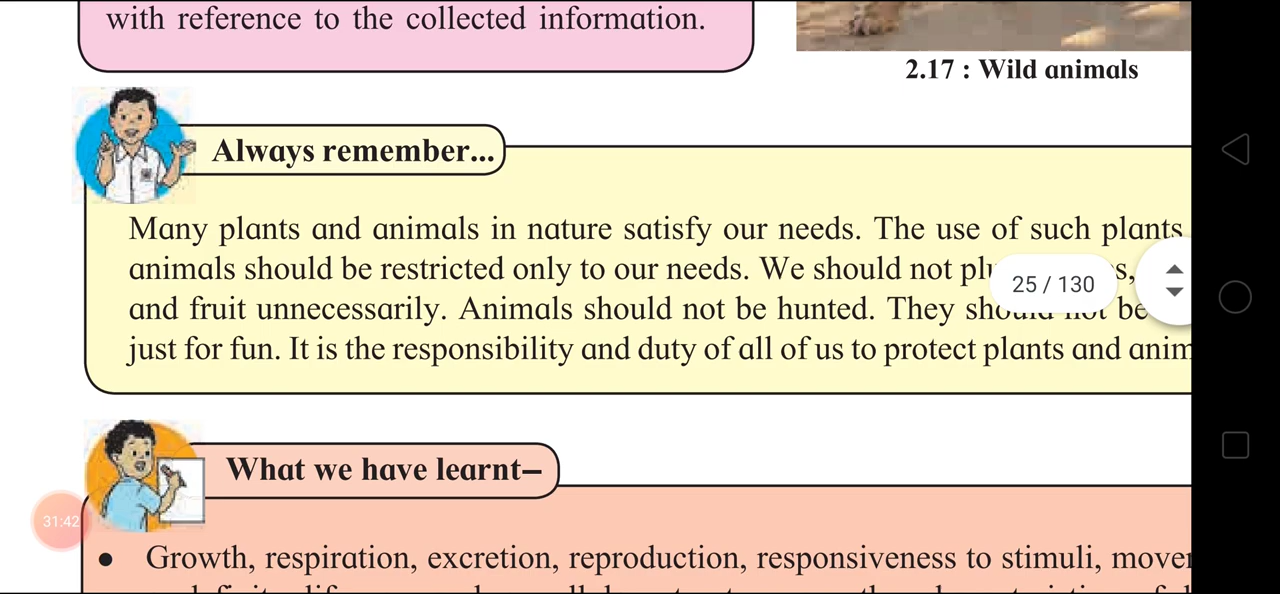 with reference to the collected information.
2.17 : Wild animals
Always remember...
Many plants and animals in nature satisfy our needs. The use of such plants
animals should be restricted only to our needs. We should not
and fruit unnecessarily. Animals should not be hunted. They should not be
just for fun. It is the responsibility and duty of all of us to protect plants and
25 / 130
What we have learnt–
31:42
● Growth, respiration, excretion, reproduction, responsiveness to stimuli,